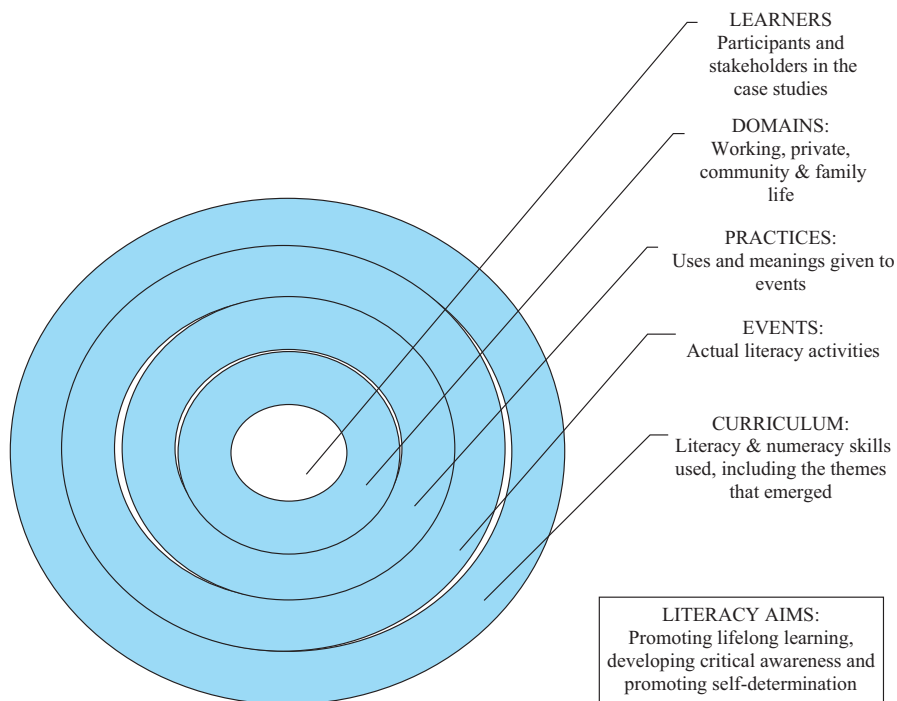 LEARNERS
Participants and
stakeholders in the
case studies
DOMAINS:
Working, private,
community & family
life
PRACTICES:
Uses and meanings given to
events
EVENTS:
Actual literacy activities
CURRICULUM:
Literacy & numeracy skills
used, including the themes
that emerged
LITERACY AIMS:
Promoting lifelong learning,
developing critical awareness and
promoting self-determination